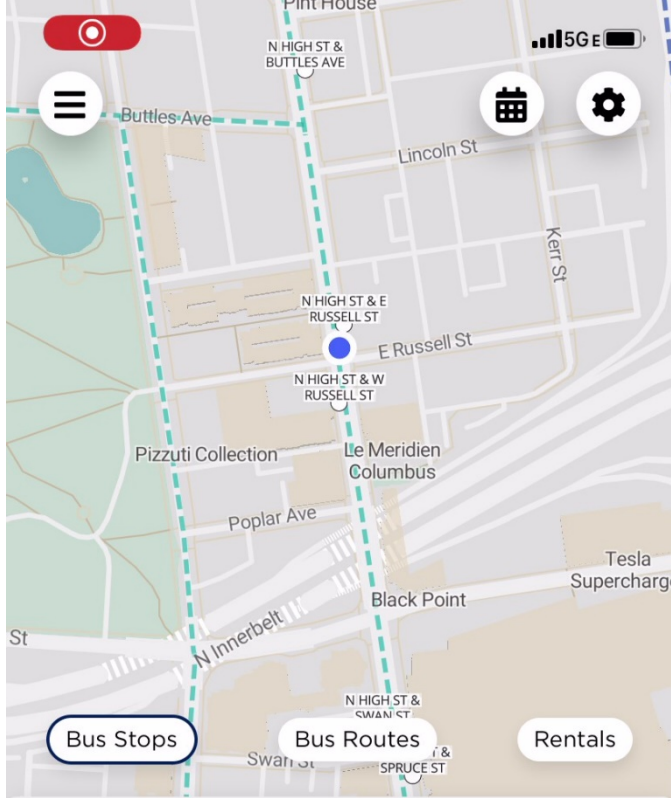 Pint House
5G E
N HIGH ST &
BUTTLES AVE
Buttles Ave
Lincoln St
Kerr St
N HIGH ST & E
RUSSELL ST
E Russell St
N HIGH ST & W
RUSSELL ST
Pizzuti Collection
Le Meridien
Columbus
Poplar Ave
Tesla
Supercharg
Black Point
St
N Innerbelt
N HIGH ST &
SWAN ST
Bus Stops
Bus Routes
Rentals
Swan St
&
SPRUCE ST